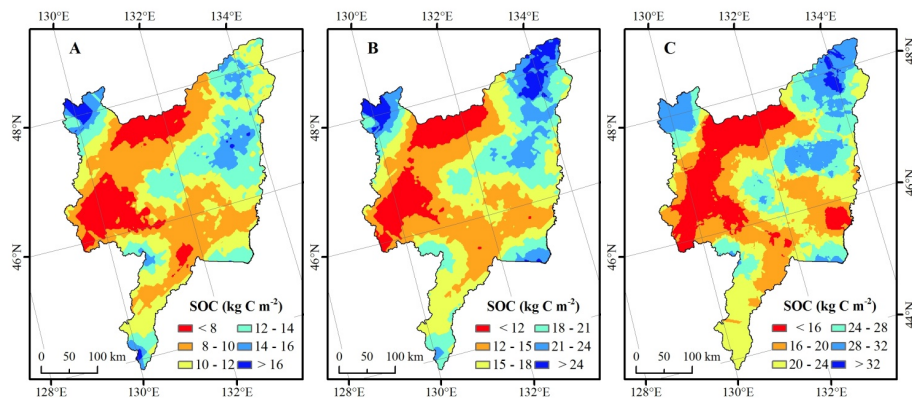 130°E 132°E 134°E
A
48°N
46°N
SOC (kg C m⁻²)
< 8 12 - 14
8 - 10 14 - 16
10 - 12 > 16
0 50 100 km
128°E 130°E 132°E
130°E 132°E 134°E
B
48°N
46°N
SOC (kg C m⁻²)
< 12 18 - 21
12 - 15 21 - 24
15 - 18 > 24
0 50 100 km
128°E 130°E 132°E
130°E 132°E 134°E
C
48°N
48°N
46°N
46°N
44°N
SOC (kg C m⁻²)
< 16 24 - 28
16 - 20 28 - 32
20 - 24 > 32
0 50 100 km
128°E 130°E 132°E